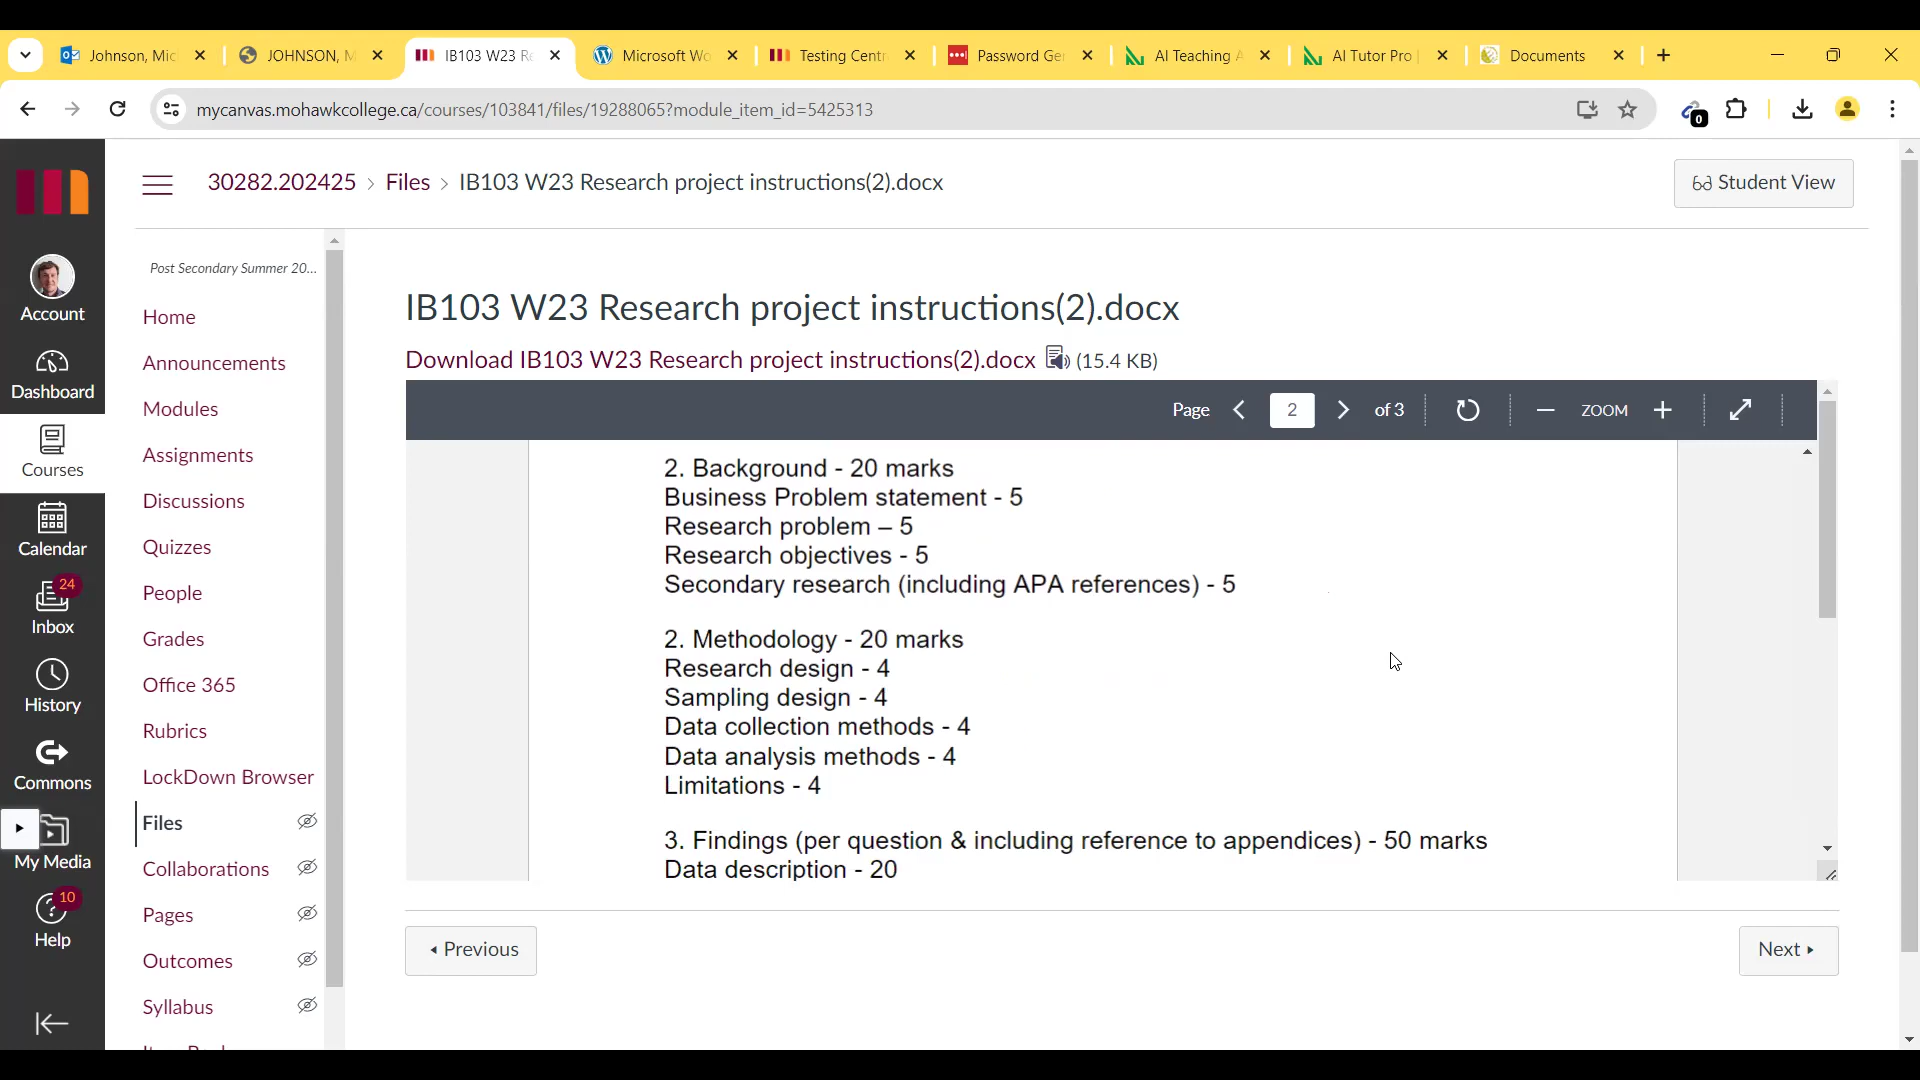 Johnson, Mic
JOHNSON, M
IB103 W23 Re
Microsoft Wo
Testing Centr
Password Ge
AI Teaching A
AI Tutor Pro
Documents
mycanvas.mohawkcollege.ca/courses/103841/files/19288065?module_item_id=5425313
0
30282.202425 › Files › IB103 W23 Research project instructions(2).docx
Student View
Account
Dashboard
Courses
Calendar
24
Inbox
History
Commons
My Media
10
Help
Post Secondary Summer 20...
Home
Announcements
Modules
Assignments
Discussions
Quizzes
People
Grades
Office 365
Rubrics
LockDown Browser
Files
Collaborations
Pages
Outcomes
Syllabus
IB103 W23 Research project instructions(2).docx
Download IB103 W23 Research project instructions(2).docx (15.4 KB)
Page 2 of 3 ZOOM
2. Background - 20 marks
Business Problem statement - 5
Research problem – 5
Research objectives - 5
Secondary research (including APA references) - 5
2. Methodology - 20 marks
Research design - 4
Sampling design - 4
Data collection methods - 4
Data analysis methods - 4
Limitations - 4
3. Findings (per question & including reference to appendices) - 50 marks
Data description - 20
Previous
Next